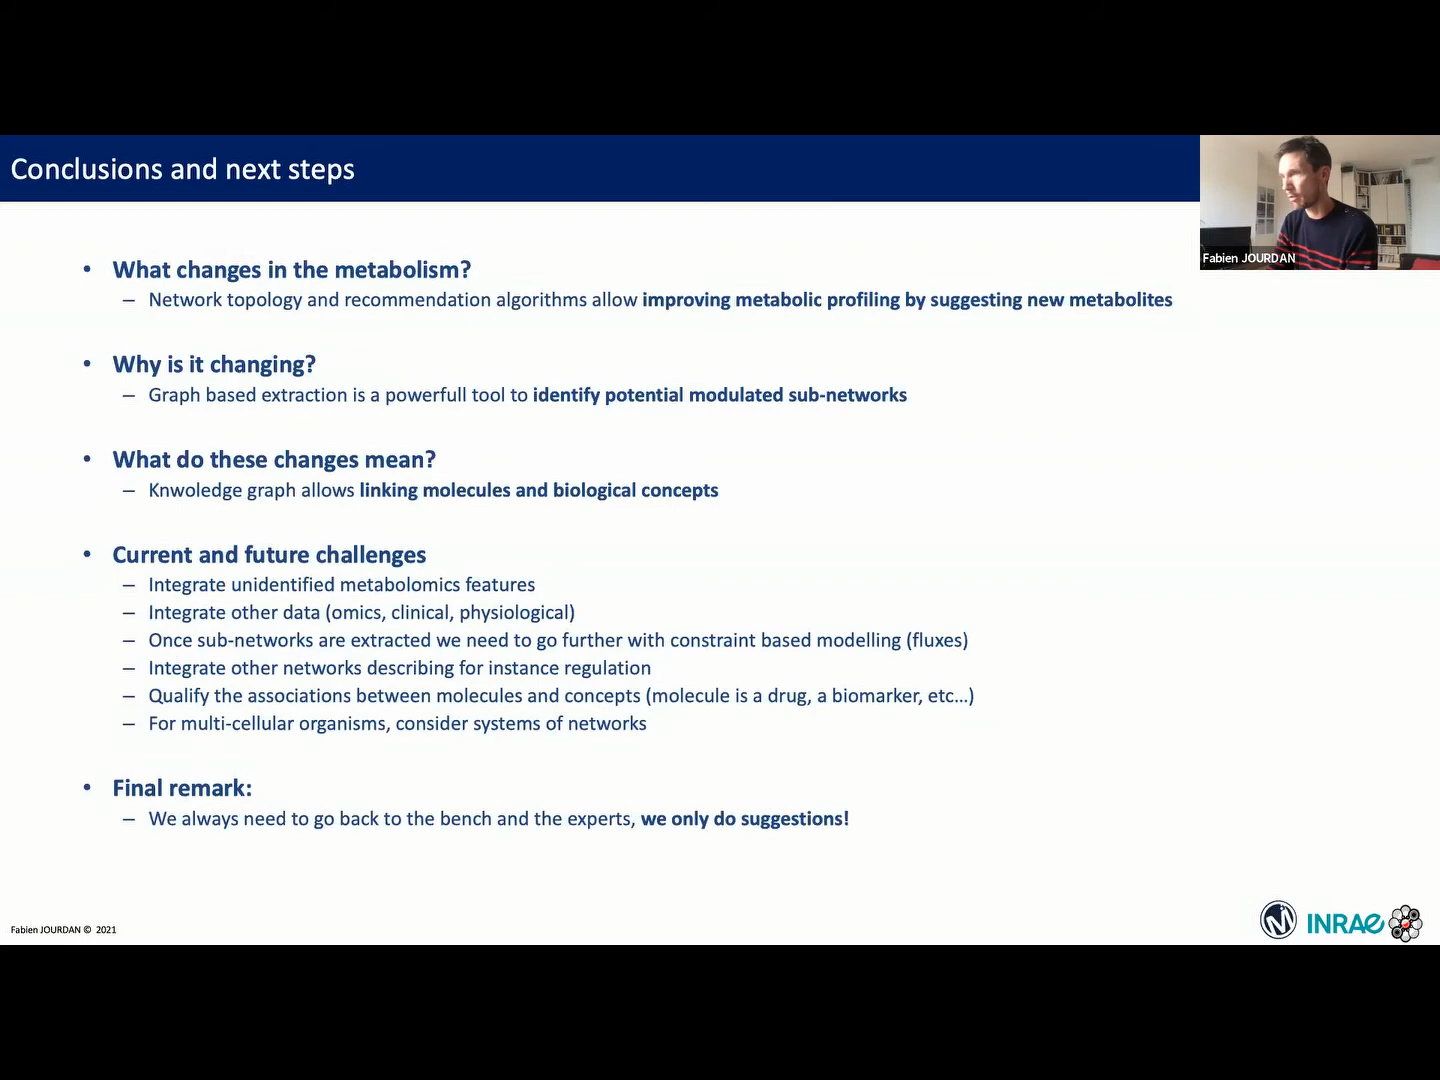 Conclusions and next steps
Fabien JOURDAN
• What changes in the metabolism?
– Network topology and recommendation algorithms allow improving metabolic profiling by suggesting new metabolites
• Why is it changing?
– Graph based extraction is a powerfull tool to identify potential modulated sub-networks
• What do these changes mean?
– Knwoledge graph allows linking molecules and biological concepts
• Current and future challenges
– Integrate unidentified metabolomics features
– Integrate other data (omics, clinical, physiological)
– Once sub-networks are extracted we need to go further with constraint based modelling (fluxes)
– Integrate other networks describing for instance regulation
– Qualify the associations between molecules and concepts (molecule is a drug, a biomarker, etc...)
– For multi-cellular organisms, consider systems of networks
• Final remark:
– We always need to go back to the bench and the experts, we only do suggestions!
Fabien JOURDAN © 2021
M
INRAE